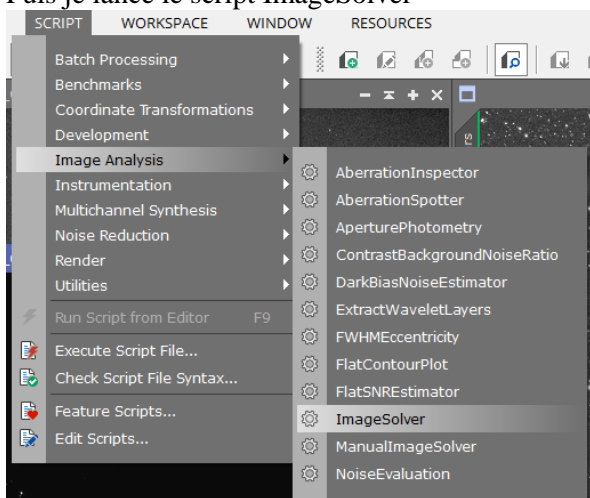 Puis je lance le script ImageSolver
SCRIPT WORKSPACE WINDOW RESOURCES
Batch Processing
Benchmarks
Coordinate Transformations
Development
Image Analysis
Instrumentation
Multichannel Synthesis
Noise Reduction
Render
Utilities
Run Script from Editor F9
Execute Script File...
Check Script File Syntax...
Feature Scripts...
Edit Scripts...
AberrationInspector
AberrationSpotter
AperturePhotometry
ContrastBackgroundNoiseRatio
DarkBiasNoiseEstimator
ExtractWaveletLayers
FWHMEccentricity
FlatContourPlot
FlatSNREstimator
ImageSolver
ManualImageSolver
NoiseEvaluation